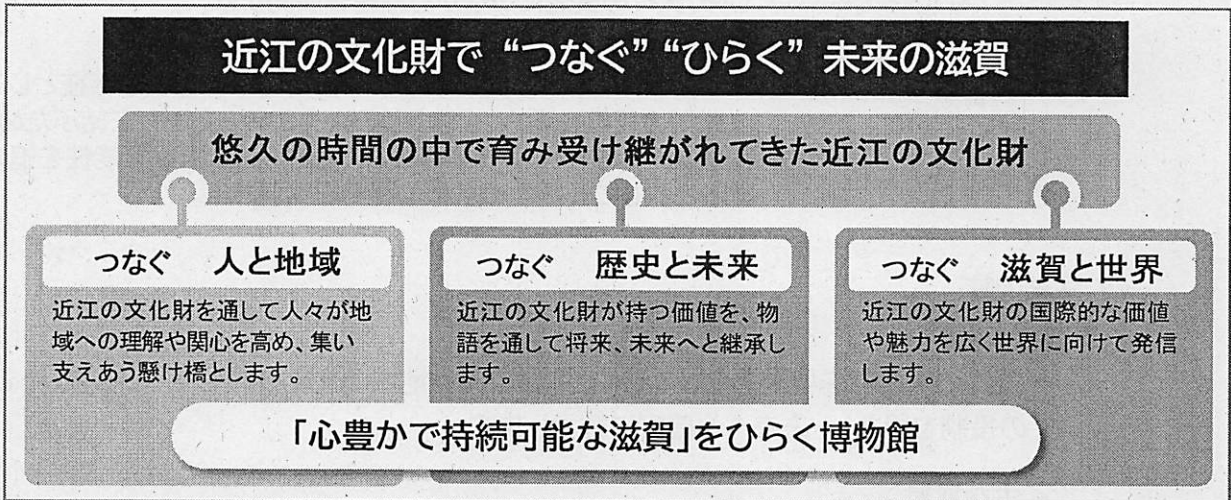 近江の文化財で “つなぐ” “ひらく” 未来の滋賀
悠久の時間の中で育み受け継がれてきた近江の文化財
つなぐ　人と地域
近江の文化財を通して人々が地
域への理解や関心を高め、集い
支えあう懸け橋とします。
つなぐ　歴史と未来
近江の文化財が持つ価値を、物
語を通して将来、未来へと継承し
ます。
つなぐ　滋賀と世界
近江の文化財の国際的な価値
や魅力を広く世界に向けて発信
します。
「心豊かで持続可能な滋賀」をひらく博物館